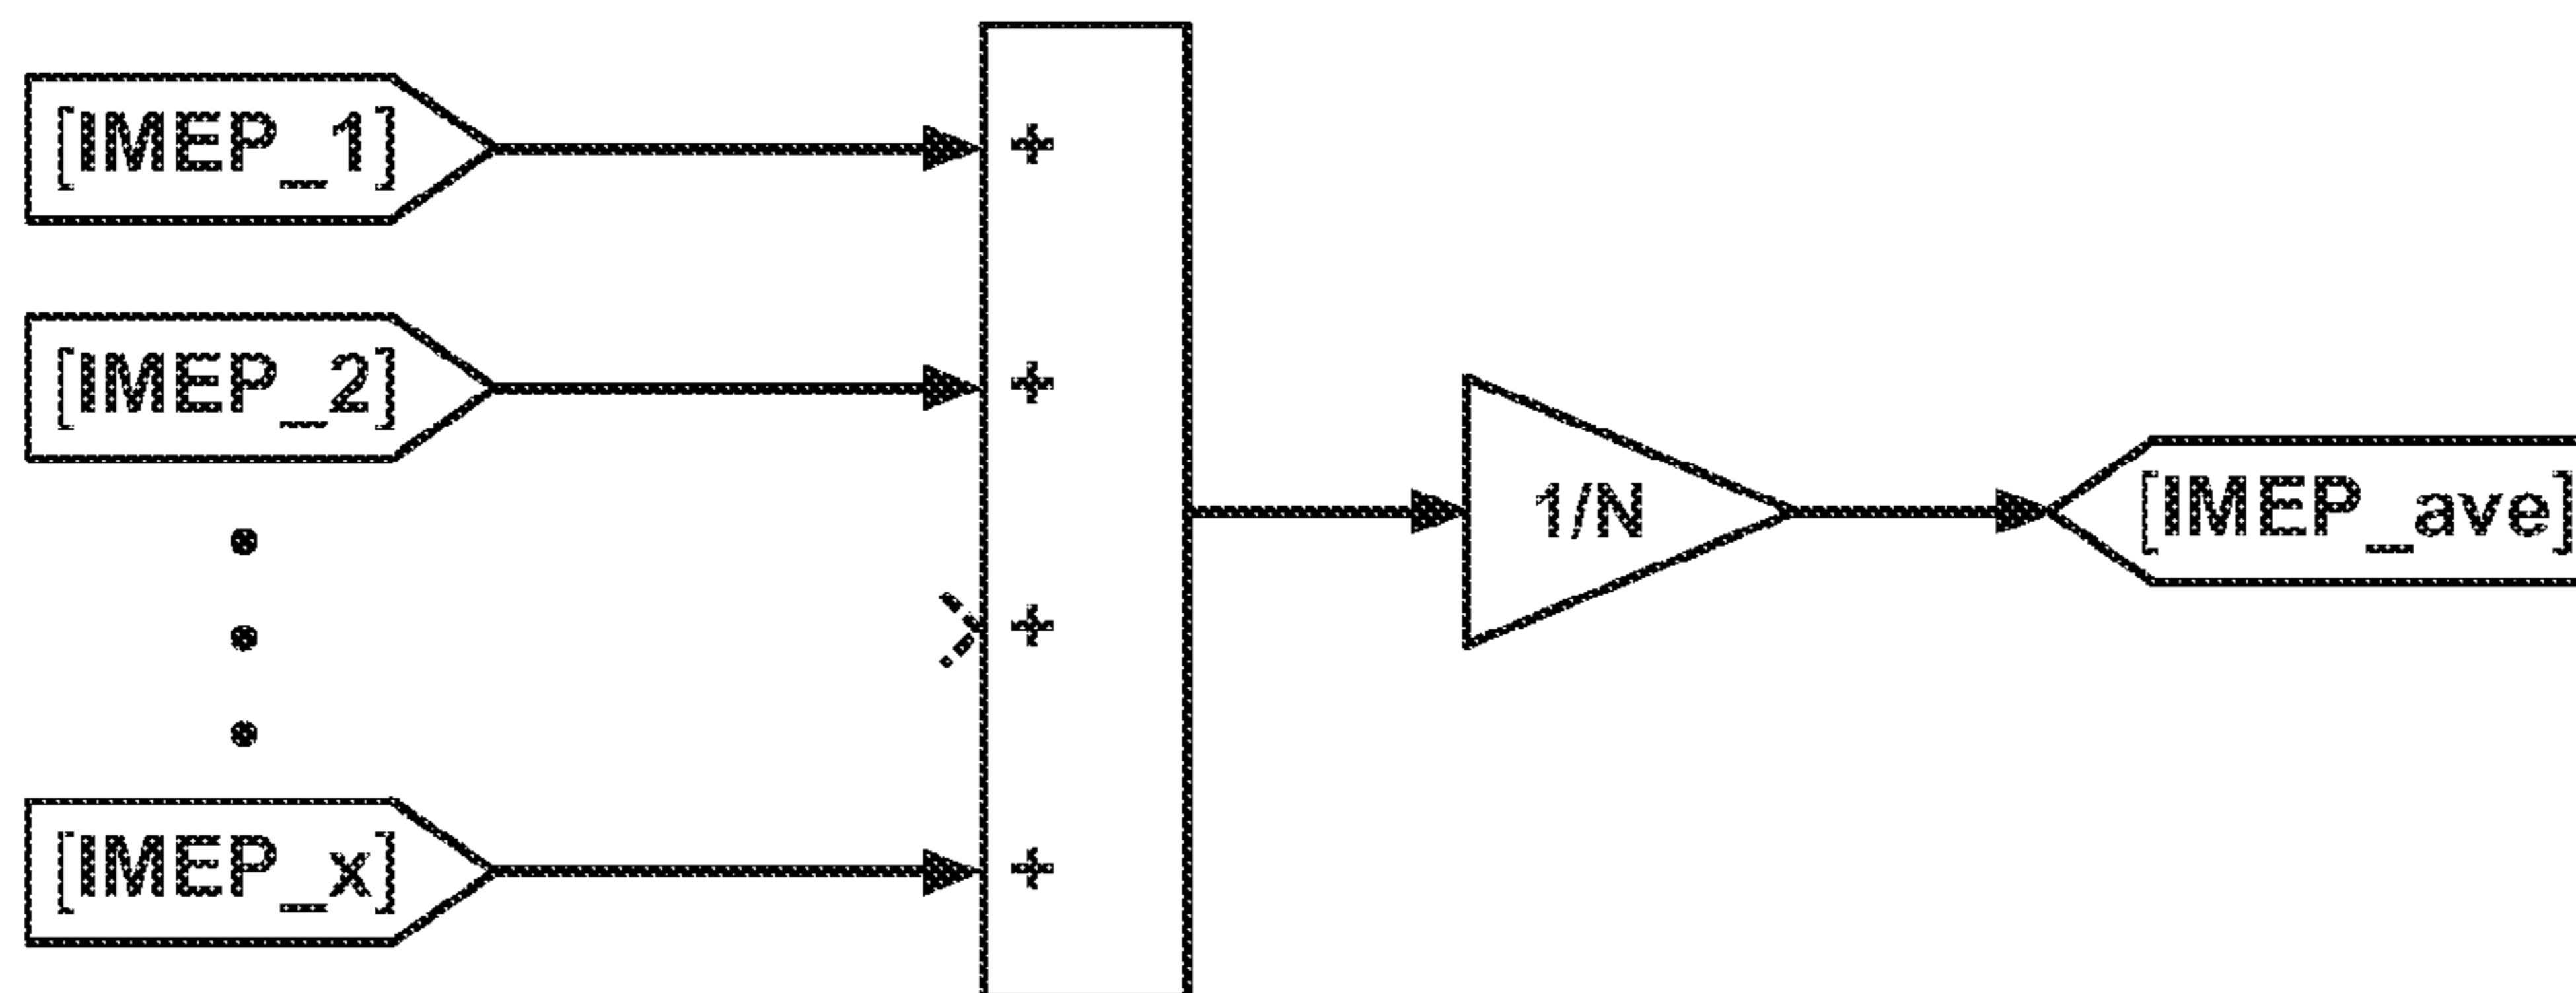 [IMEP_1]
+
[IMEP_2]
+
1/N
[IMEP_ave]
+
[IMEP_x]
+